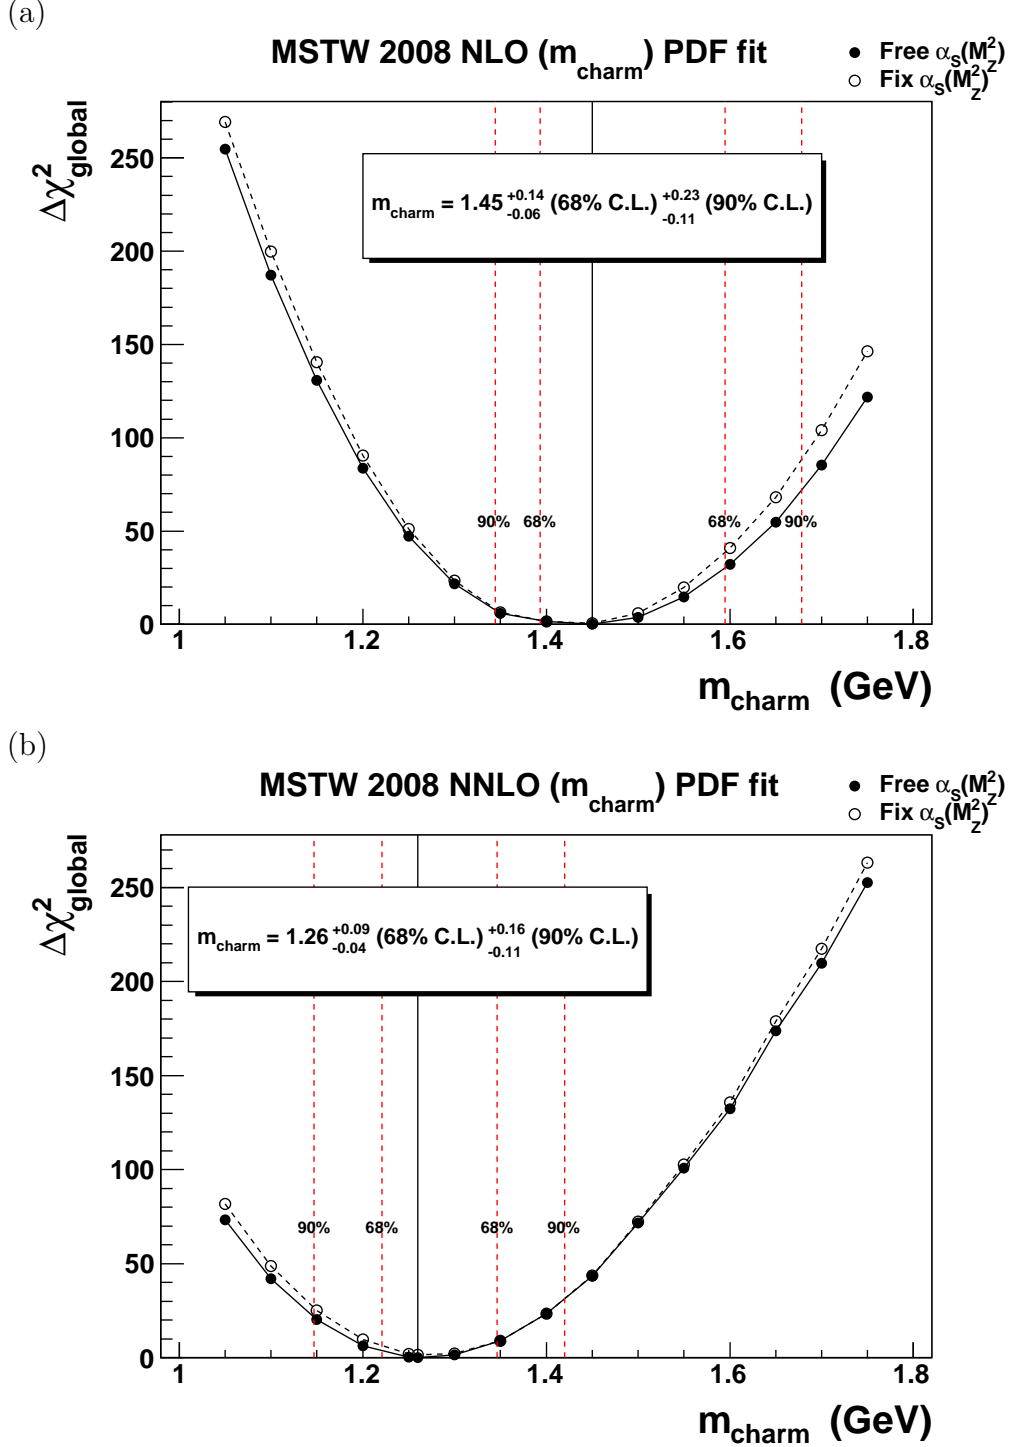 (a)
MSTW 2008 NLO (m_charm) PDF fit
● Free α_S(M_Z^2)
○ Fix α_S(M_Z^2)
Δχ^2_global
250
200
150
100
50
0
m_charm = 1.45 +0.14 -0.06 (68% C.L.) +0.23 -0.11 (90% C.L.)
90% 68% 68% 90%
1 1.2 1.4 1.6 1.8
m_charm (GeV)
(b)
MSTW 2008 NNLO (m_charm) PDF fit
● Free α_S(M_Z^2)
○ Fix α_S(M_Z^2)
Δχ^2_global
250
200
150
100
50
0
m_charm = 1.26 +0.09 -0.04 (68% C.L.) +0.16 -0.11 (90% C.L.)
90% 68% 68% 90%
1 1.2 1.4 1.6 1.8
m_charm (GeV)